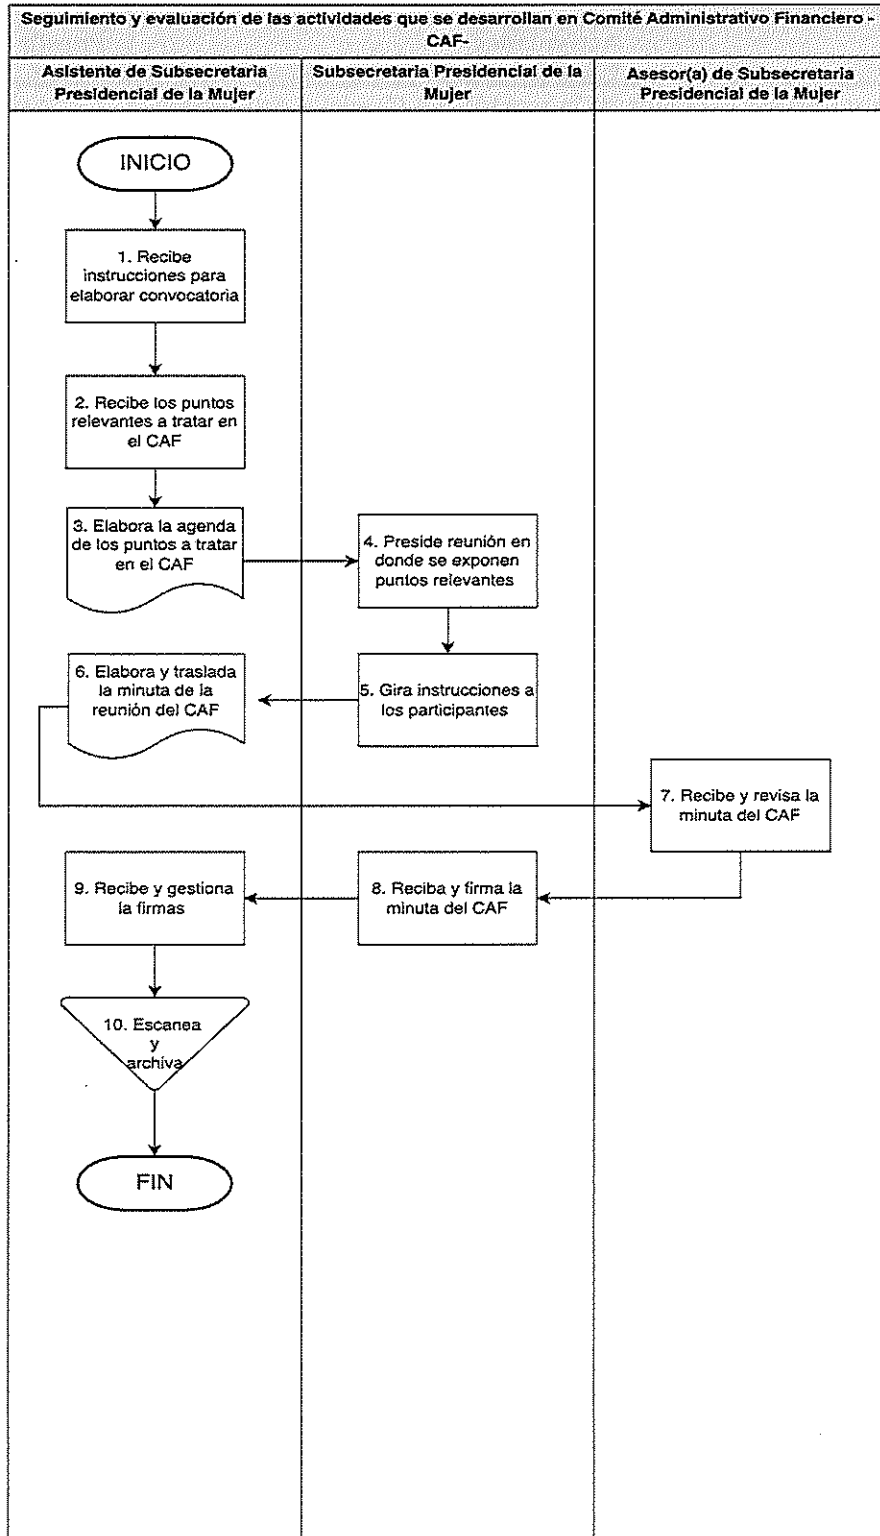 Seguimiento y evaluación de las actividades que se desarrollan en Comité Administrativo Financiero -
CAF-
Asistente de Subsecretaria
Presidencial de la Mujer
Subsecretaria Presidencial de la
Mujer
Asesor(a) de Subsecretaria
Presidencial de la Mujer
INICIO
1. Recibe
instrucciones para
elaborar convocatoria
2. Recibe los puntos
relevantes a tratar en
el CAF
3. Elabora la agenda
de los puntos a tratar
en el CAF
4. Preside reunión en
donde se exponen
puntos relevantes
5. Gira instrucciones a
los participantes
6. Elabora y traslada
la minuta de la
reunión del CAF
7. Recibe y revisa la
minuta del CAF
8. Reciba y firma la
minuta del CAF
9. Recibe y gestiona
la firmas
10. Escanea
y
archiva
FIN